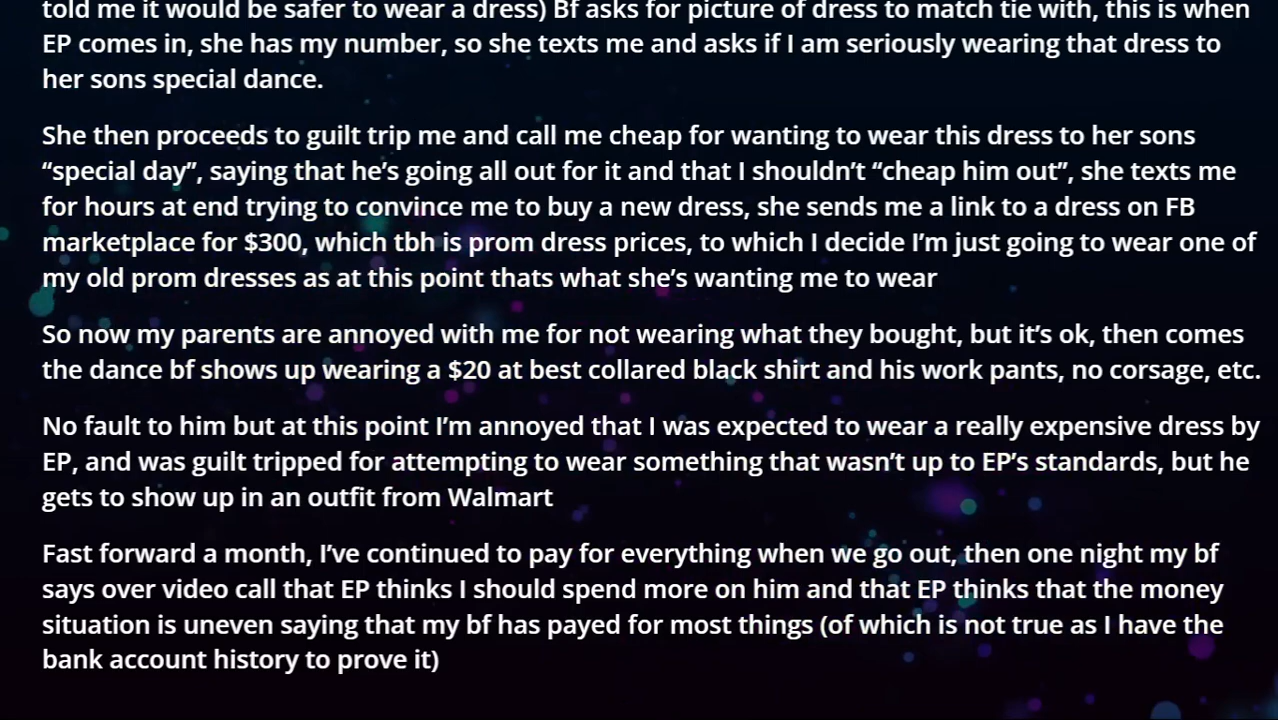 told me it would be safer to wear a dress) Bf asks for picture of dress to match tie with, this is when
EP comes in, she has my number, so she texts me and asks if I am seriously wearing that dress to
her sons special dance.
She then proceeds to guilt trip me and call me cheap for wanting to wear this dress to her sons
“special day”, saying that he’s going all out for it and that I shouldn’t “cheap him out”, she texts me
for hours at end trying to convince me to buy a new dress, she sends me a link to a dress on FB
marketplace for $300, which tbh is prom dress prices, to which I decide I’m just going to wear one of
my old prom dresses as at this point thats what she’s wanting me to wear
So now my parents are annoyed with me for not wearing what they bought, but it’s ok, then comes
the dance bf shows up wearing a $20 at best collared black shirt and his work pants, no corsage, etc.
No fault to him but at this point I’m annoyed that I was expected to wear a really expensive dress by
EP, and was guilt tripped for attempting to wear something that wasn’t up to EP’s standards, but he
gets to show up in an outfit from Walmart
Fast forward a month, I’ve continued to pay for everything when we go out, then one night my bf
says over video call that EP thinks I should spend more on him and that EP thinks that the money
situation is uneven saying that my bf has payed for most things (of which is not true as I have the
bank account history to prove it)